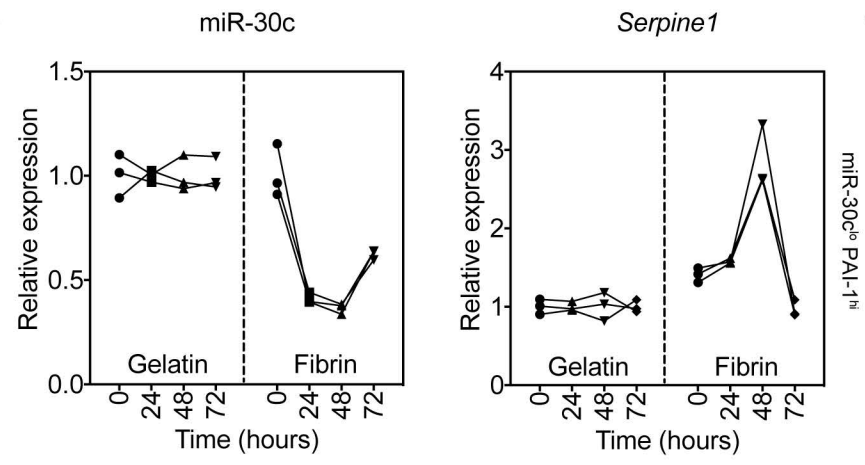 miR-30c
Relative expression
1.5
1.0
0.5
0.0
Gelatin
Fibrin
0 24 48 72 0 24 48 72
Time (hours)
Serpine1
Relative expression
4
3
2
1
0
Gelatin
Fibrin
0 24 48 72 0 24 48 72
Time (hours)
miR-30cˡᵒ PAI-1ʰⁱ